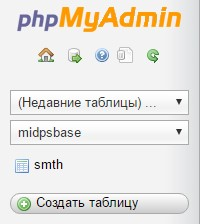 phpMyAdmin
(Недавние таблицы) ...
midpsbase
smth
Создать таблицу